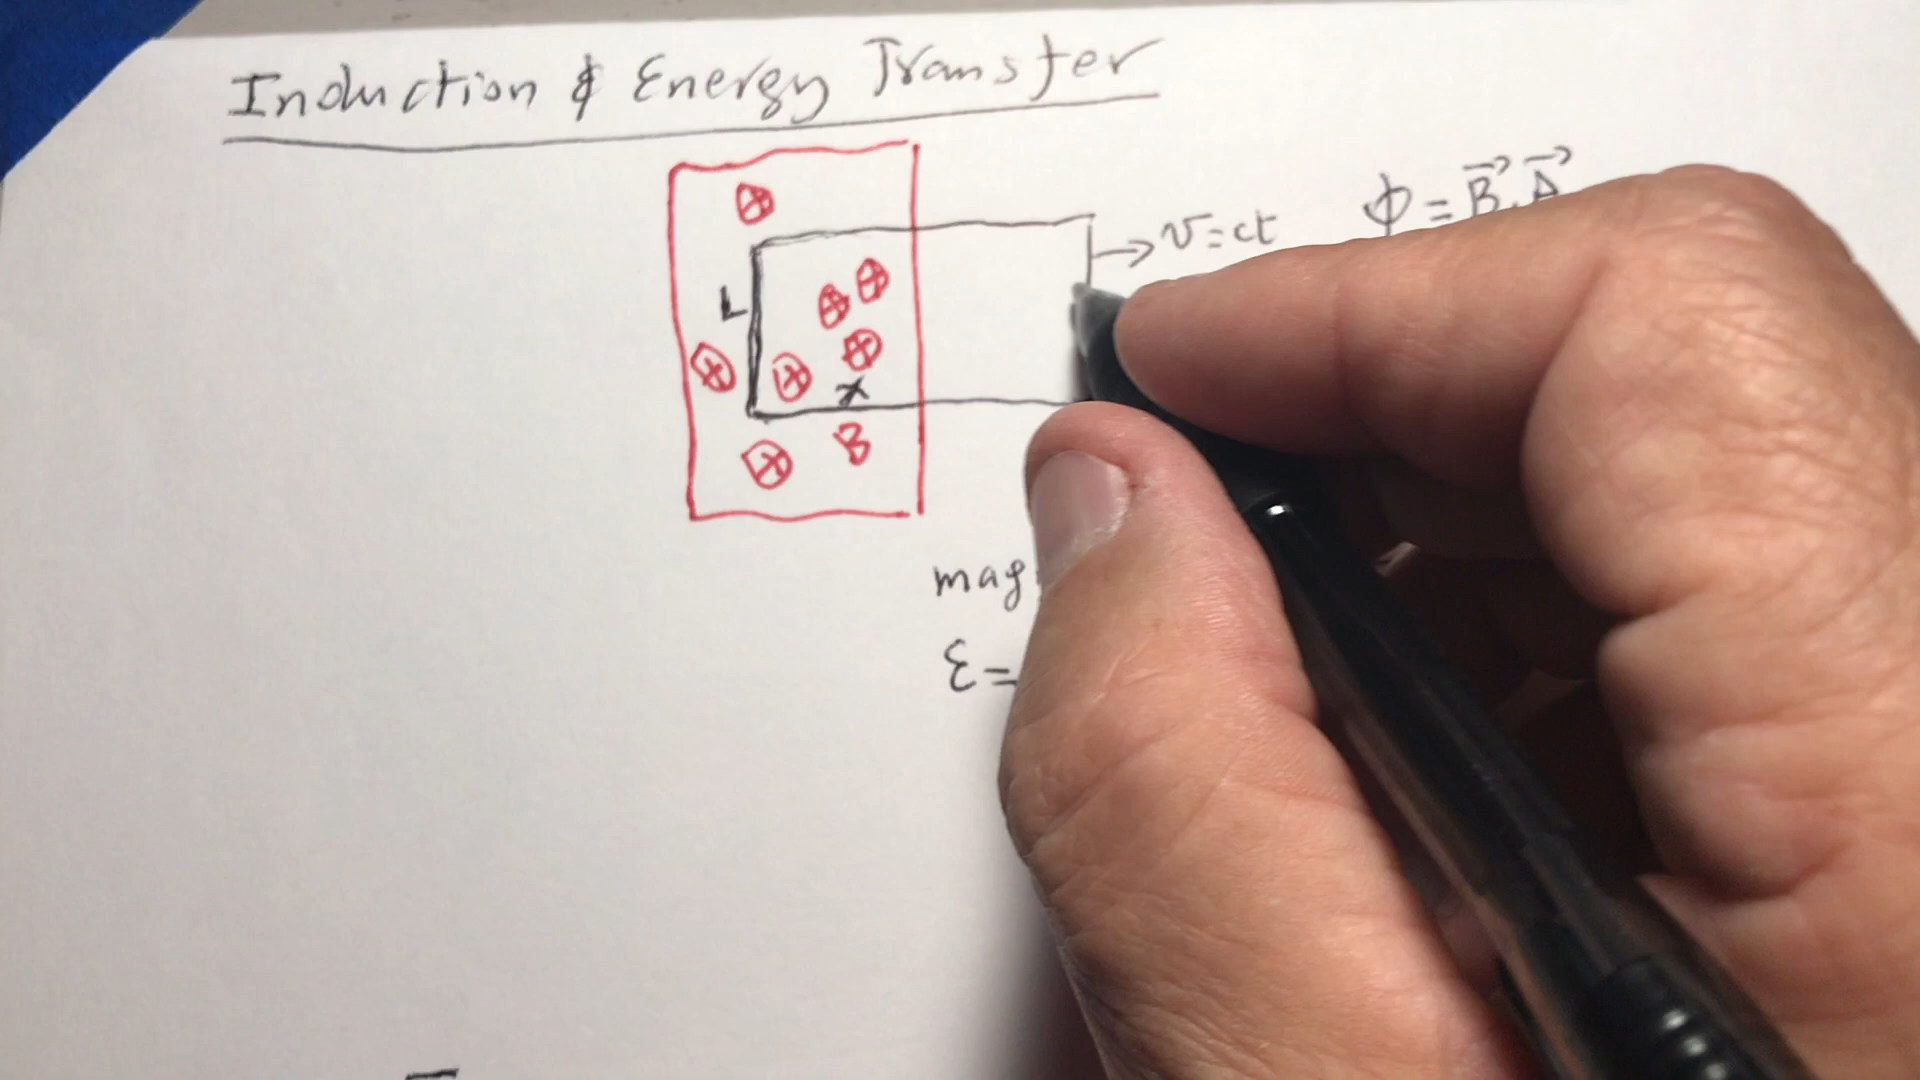 Induction & Energy Transfer
L
x
B
v=ct
ϕ = B⃗.A⃗
mag
ε=